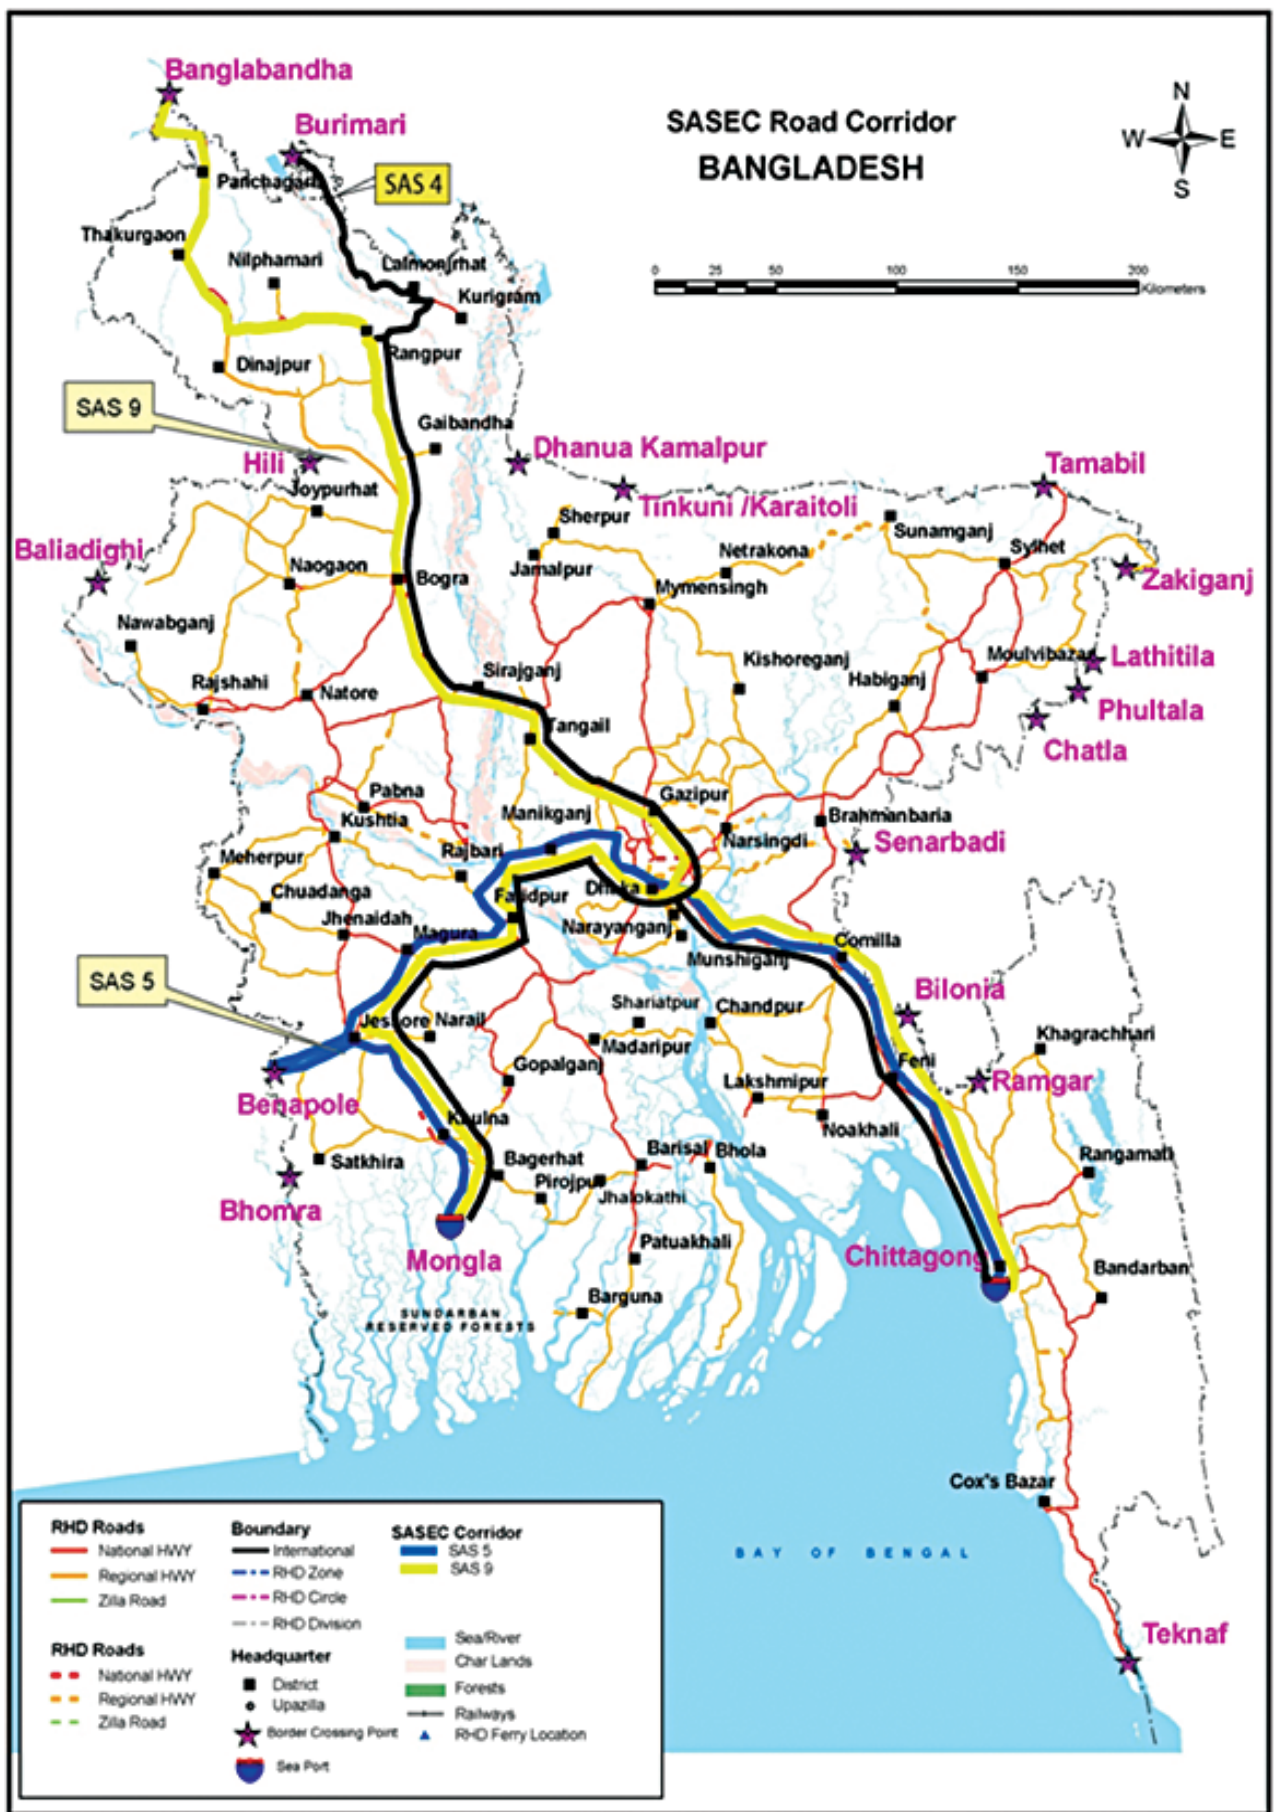 SASEC Road Corridor
BANGLADESH
N
W
E
S
0 25 50 100 150 200
Kilometers
Banglabandha
Burimari
SAS 4
Panchagarh
Thakurgaon
Nilphamari
Lalmonirhat
Kurigram
Rangpur
Dinajpur
SAS 9
Gaibandha
Hili
Dhanua Kamalpur
Tamabil
Joypurhat
Tinkuni /Karaitoli
Sherpur
Sunamganj
Baliadighi
Jamalpur
Netrakona
Sylhet
Naogaon
Bogra
Mymensingh
Zakiganj
Nawabganj
Kishoreganj
Moulvibazar
Lathitila
Rajshahi
Natore
Sirajganj
Habiganj
Phultala
Tangail
Chatla
Pabna
Gazipur
Kushtia
Manikganj
Brahmanbaria
Meherpur
Rajbari
Narsingdi
Senarbadi
Chuadanga
Faridpur
Dhaka
Jhenaidah
Magura
Narayanganj
Comilla
Munshiganj
SAS 5
Bilonia
Jessore
Narail
Shariatpur
Chandpur
Khagrachhari
Madaripur
Gopalganj
Feni
Ramgar
Benapole
Lakshmipur
Khulna
Noakhali
Satkhira
Bagerhat
Barisal
Bhola
Rangamati
Pirojpur
Jhalokathi
Bhomra
Mongla
Patuakhali
Chittagong
Bandarban
Barguna
SUNDARBAN
RESERVED FORESTS
Cox's Bazar
BAY OF BENGAL
Teknaf
RHD Roads
National HWY
Regional HWY
Zilla Road
RHD Roads
National HWY
Regional HWY
Zilla Road
Boundary
International
RHD Zone
RHD Circle
RHD Division
Headquarter
District
Upazilla
Border Crossing Point
Sea Port
SASEC Corridor
SAS 5
SAS 9
Sea/River
Char Lands
Forests
Railways
RHD Ferry Location